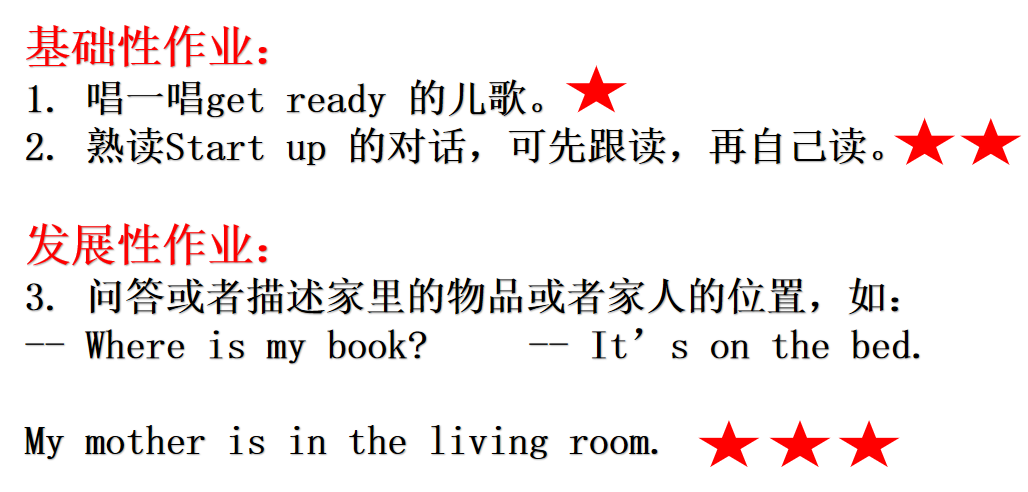 基础性作业：
1. 唱一唱get ready 的儿歌。
2. 熟读Start up 的对话，可先跟读，再自己读。
发展性作业：
3. 问答或者描述家里的物品或者家人的位置，如：
-- Where is my book? -- It’s on the bed.
My mother is in the living room.